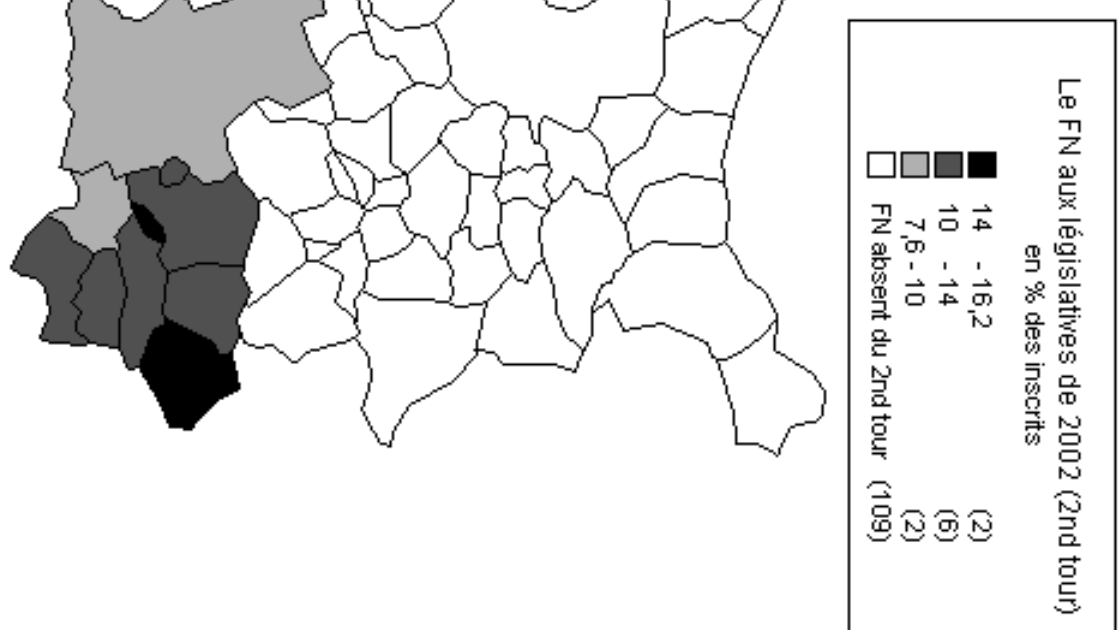 Le FN aux législatives de 2002 (2nd tour)
en % des inscrits
14 - 16,2 (2)
10 - 14 (6)
7,6 - 10 (2)
FN absent du 2nd tour (109)